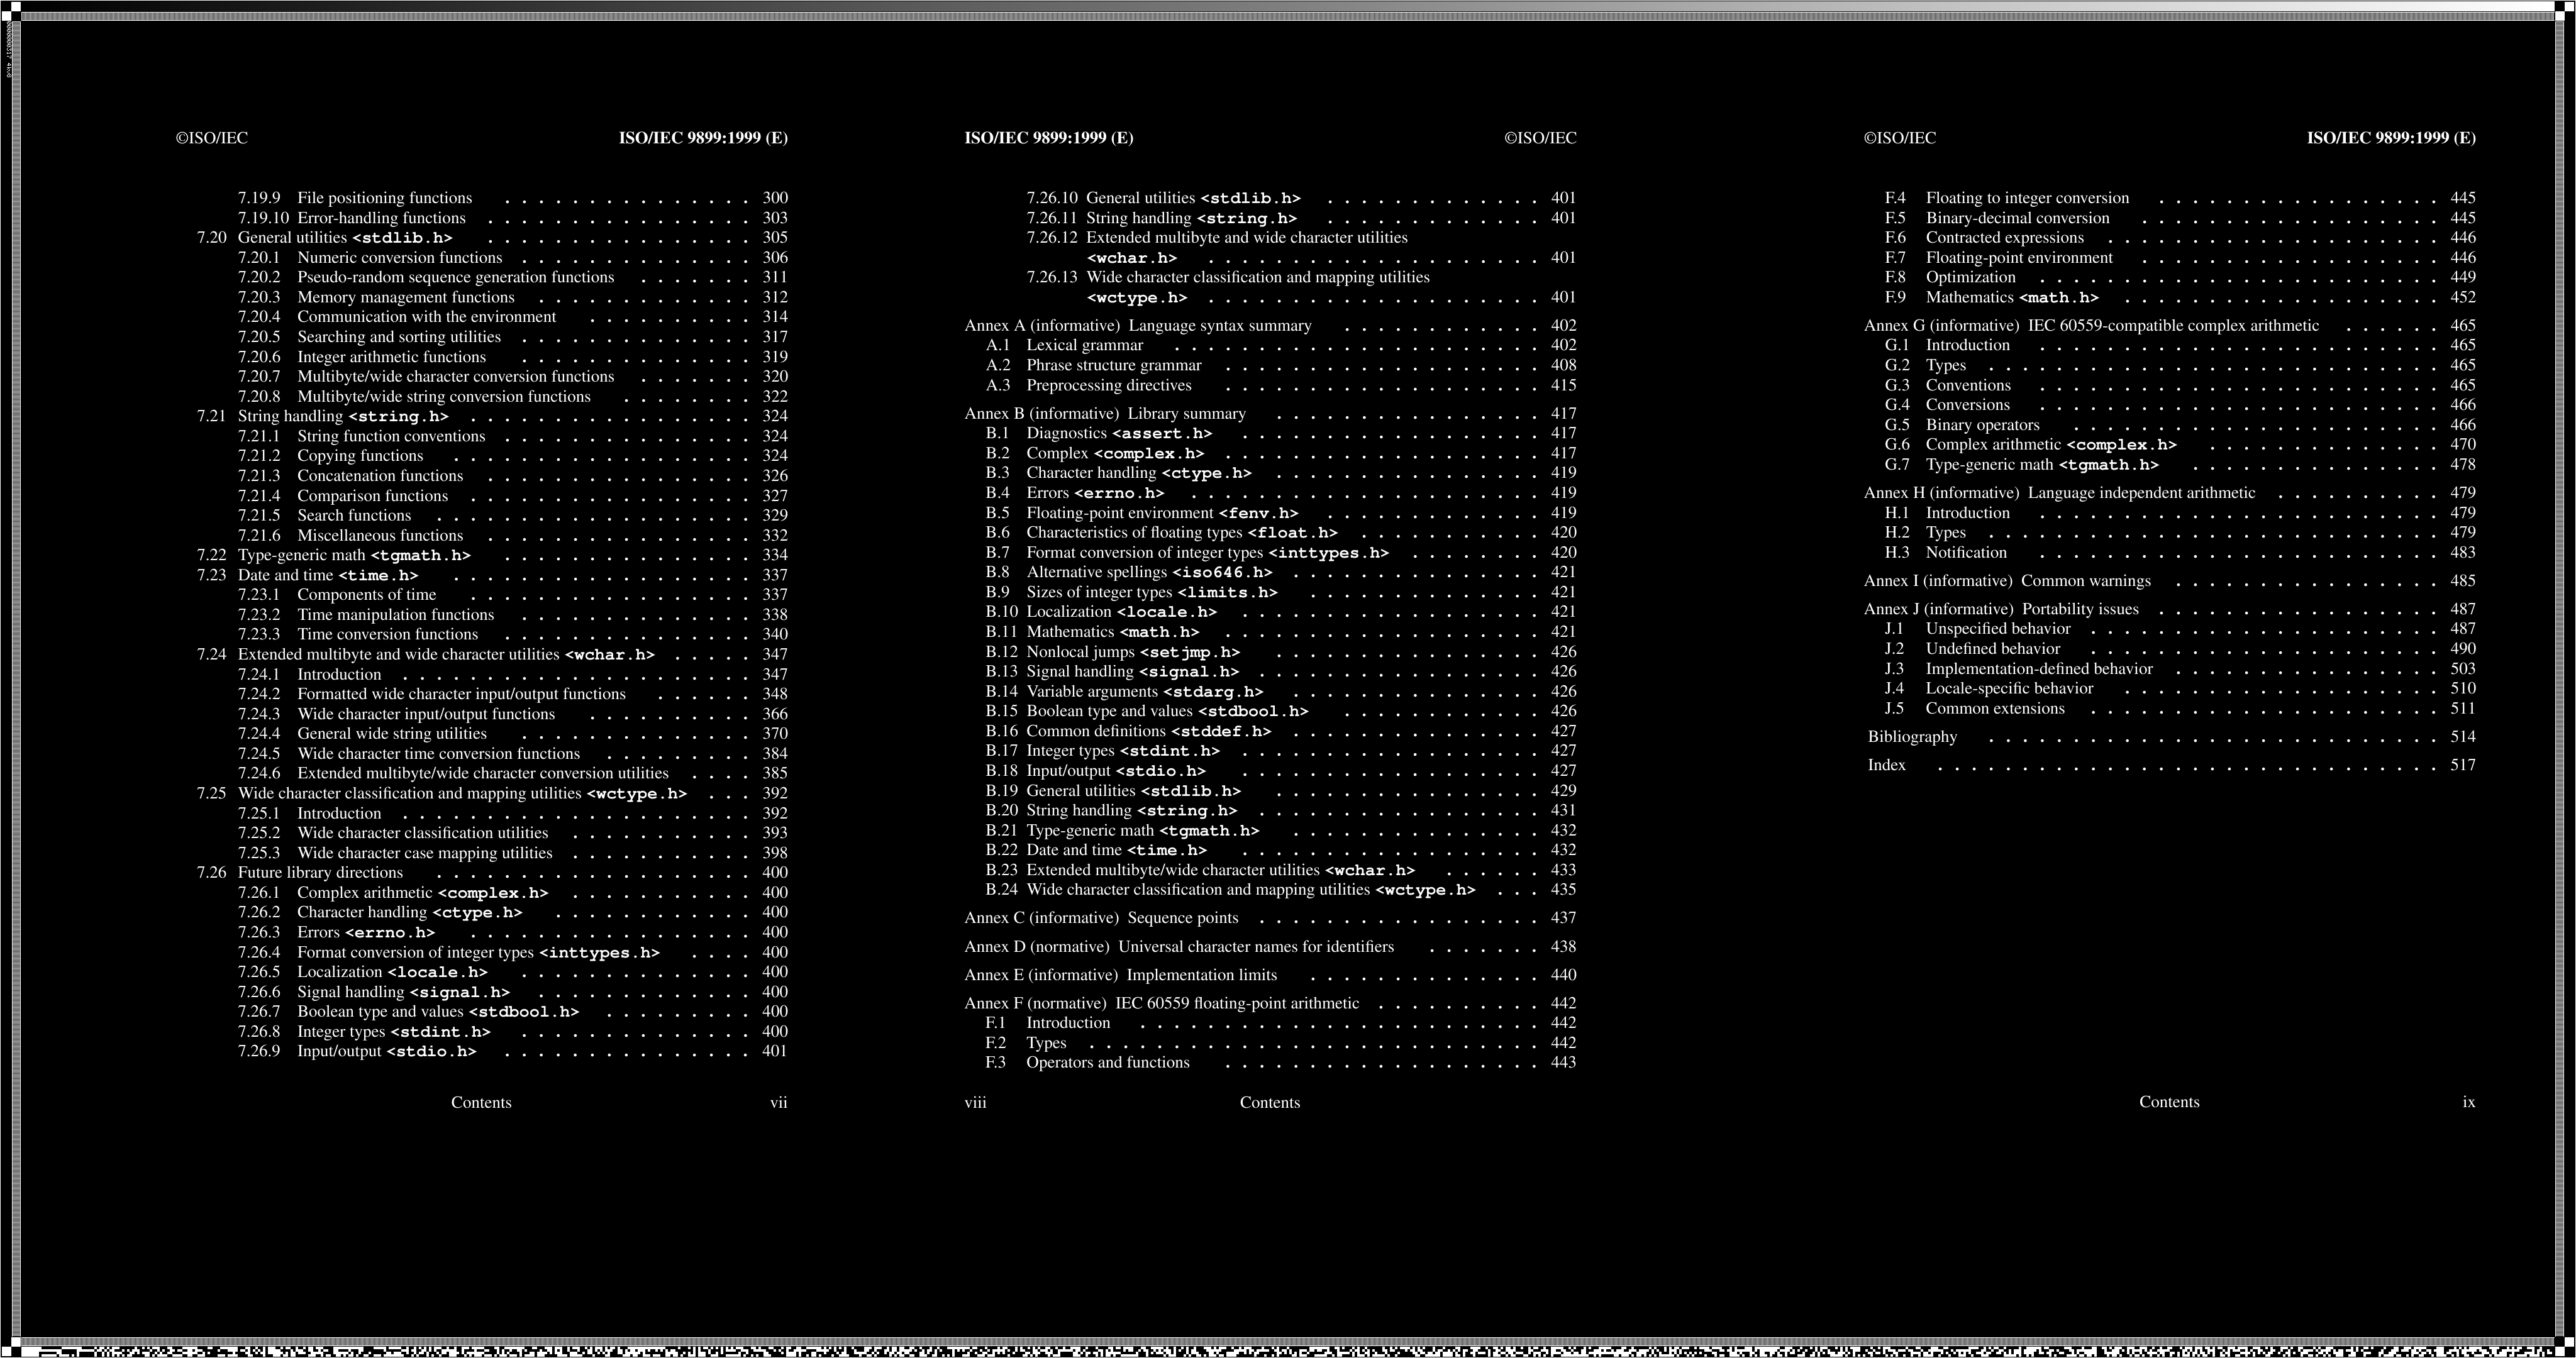 ©ISO/IEC ISO/IEC 9899:1999 (E)
7.19.9 File positioning functions . . . . . . . . . . . . . . . 300
7.19.10 Error-handling functions . . . . . . . . . . . . . . . . 303
7.20 General utilities <stdlib.h> . . . . . . . . . . . . . . . . 305
7.20.1 Numeric conversion functions . . . . . . . . . . . . . . 306
7.20.2 Pseudo-random sequence generation functions . . . . . . . 311
7.20.3 Memory management functions . . . . . . . . . . . . . 312
7.20.4 Communication with the environment . . . . . . . . . . 314
7.20.5 Searching and sorting utilities . . . . . . . . . . . . . . 317
7.20.6 Integer arithmetic functions . . . . . . . . . . . . . . 319
7.20.7 Multibyte/wide character conversion functions . . . . . . . 320
7.20.8 Multibyte/wide string conversion functions . . . . . . . . 322
7.21 String handling <string.h> . . . . . . . . . . . . . . . . . 324
7.21.1 String function conventions . . . . . . . . . . . . . . . 324
7.21.2 Copying functions . . . . . . . . . . . . . . . . . . 324
7.21.3 Concatenation functions . . . . . . . . . . . . . . . . 326
7.21.4 Comparison functions . . . . . . . . . . . . . . . . . 327
7.21.5 Search functions . . . . . . . . . . . . . . . . . . . 329
7.21.6 Miscellaneous functions . . . . . . . . . . . . . . . . 332
7.22 Type-generic math <tgmath.h> . . . . . . . . . . . . . . . 334
7.23 Date and time <time.h> . . . . . . . . . . . . . . . . . . 337
7.23.1 Components of time . . . . . . . . . . . . . . . . . 337
7.23.2 Time manipulation functions . . . . . . . . . . . . . . 338
7.23.3 Time conversion functions . . . . . . . . . . . . . . . 340
7.24 Extended multibyte and wide character utilities <wchar.h> . . . . . 347
7.24.1 Introduction . . . . . . . . . . . . . . . . . . . . . 347
7.24.2 Formatted wide character input/output functions . . . . . . 348
7.24.3 Wide character input/output functions . . . . . . . . . . 366
7.24.4 General wide string utilities . . . . . . . . . . . . . . 370
7.24.5 Wide character time conversion functions . . . . . . . . . 384
7.24.6 Extended multibyte/wide character conversion utilities . . . . 385
7.25 Wide character classification and mapping utilities <wctype.h> . . . 392
7.25.1 Introduction . . . . . . . . . . . . . . . . . . . . . 392
7.25.2 Wide character classification utilities . . . . . . . . . . . 393
7.25.3 Wide character case mapping utilities . . . . . . . . . . . 398
7.26 Future library directions . . . . . . . . . . . . . . . . . . . 400
7.26.1 Complex arithmetic <complex.h> . . . . . . . . . . . 400
7.26.2 Character handling <ctype.h> . . . . . . . . . . . . 400
7.26.3 Errors <errno.h> . . . . . . . . . . . . . . . . . 400
7.26.4 Format conversion of integer types <inttypes.h> . . . . 400
7.26.5 Localization <locale.h> . . . . . . . . . . . . . . 400
7.26.6 Signal handling <signal.h> . . . . . . . . . . . . . 400
7.26.7 Boolean type and values <stdbool.h> . . . . . . . . . 400
7.26.8 Integer types <stdint.h> . . . . . . . . . . . . . . 400
7.26.9 Input/output <stdio.h> . . . . . . . . . . . . . . . 401
Contents vii
ISO/IEC 9899:1999 (E) ©ISO/IEC
7.26.10 General utilities <stdlib.h> . . . . . . . . . . . . . 401
7.26.11 String handling <string.h> . . . . . . . . . . . . . 401
7.26.12 Extended multibyte and wide character utilities
<wchar.h> . . . . . . . . . . . . . . . . . . . . 401
7.26.13 Wide character classification and mapping utilities
<wctype.h> . . . . . . . . . . . . . . . . . . . . 401
Annex A (informative) Language syntax summary . . . . . . . . . . . . 402
A.1 Lexical grammar . . . . . . . . . . . . . . . . . . . . . . 402
A.2 Phrase structure grammar . . . . . . . . . . . . . . . . . . . 408
A.3 Preprocessing directives . . . . . . . . . . . . . . . . . . . 415
Annex B (informative) Library summary . . . . . . . . . . . . . . . . 417
B.1 Diagnostics <assert.h> . . . . . . . . . . . . . . . . . . 417
B.2 Complex <complex.h> . . . . . . . . . . . . . . . . . . . 417
B.3 Character handling <ctype.h> . . . . . . . . . . . . . . . . . 419
B.4 Errors <errno.h> . . . . . . . . . . . . . . . . . . . . . 419
B.5 Floating-point environment <fenv.h> . . . . . . . . . . . . . 419
B.6 Characteristics of floating types <float.h> . . . . . . . . . . . 420
B.7 Format conversion of integer types <inttypes.h> . . . . . . . . . 420
B.8 Alternative spellings <iso646.h> . . . . . . . . . . . . . . . 421
B.9 Sizes of integer types <limits.h> . . . . . . . . . . . . . . 421
B.10 Localization <locale.h> . . . . . . . . . . . . . . . . . . 421
B.11 Mathematics <math.h> . . . . . . . . . . . . . . . . . . . 421
B.12 Nonlocal jumps <setjmp.h> . . . . . . . . . . . . . . . . 426
B.13 Signal handling <signal.h> . . . . . . . . . . . . . . . . . 426
B.14 Variable arguments <stdarg.h> . . . . . . . . . . . . . . . 426
B.15 Boolean type and values <stdbool.h> . . . . . . . . . . . . 426
B.16 Common definitions <stddef.h> . . . . . . . . . . . . . . . 427
B.17 Integer types <stdint.h> . . . . . . . . . . . . . . . . . . 427
B.18 Input/output <stdio.h> . . . . . . . . . . . . . . . . . . 427
B.19 General utilities <stdlib.h> . . . . . . . . . . . . . . . . 429
B.20 String handling <string.h> . . . . . . . . . . . . . . . . . 431
B.21 Type-generic math <tgmath.h> . . . . . . . . . . . . . . . 432
B.22 Date and time <time.h> . . . . . . . . . . . . . . . . . . 432
B.23 Extended multibyte/wide character utilities <wchar.h> . . . . . . 433
B.24 Wide character classification and mapping utilities <wctype.h> . . . 435
Annex C (informative) Sequence points . . . . . . . . . . . . . . . . . 437
Annex D (normative) Universal character names for identifiers . . . . . . . 438
Annex E (informative) Implementation limits . . . . . . . . . . . . . . 440
Annex F (normative) IEC 60559 floating-point arithmetic . . . . . . . . . . 442
F.1 Introduction . . . . . . . . . . . . . . . . . . . . . . . . 442
F.2 Types . . . . . . . . . . . . . . . . . . . . . . . . . . . 442
F.3 Operators and functions . . . . . . . . . . . . . . . . . . . 443
viii Contents
©ISO/IEC ISO/IEC 9899:1999 (E)
F.4 Floating to integer conversion . . . . . . . . . . . . . . . . . 445
F.5 Binary-decimal conversion . . . . . . . . . . . . . . . . . . 445
F.6 Contracted expressions . . . . . . . . . . . . . . . . . . . . 446
F.7 Floating-point environment . . . . . . . . . . . . . . . . . . 446
F.8 Optimization . . . . . . . . . . . . . . . . . . . . . . . . 449
F.9 Mathematics <math.h> . . . . . . . . . . . . . . . . . . . 452
Annex G (informative) IEC 60559-compatible complex arithmetic . . . . . . 465
G.1 Introduction . . . . . . . . . . . . . . . . . . . . . . . . 465
G.2 Types . . . . . . . . . . . . . . . . . . . . . . . . . . . 465
G.3 Conventions . . . . . . . . . . . . . . . . . . . . . . . . 465
G.4 Conversions . . . . . . . . . . . . . . . . . . . . . . . . 466
G.5 Binary operators . . . . . . . . . . . . . . . . . . . . . . 466
G.6 Complex arithmetic <complex.h> . . . . . . . . . . . . . . 470
G.7 Type-generic math <tgmath.h> . . . . . . . . . . . . . . . 478
Annex H (informative) Language independent arithmetic . . . . . . . . . . 479
H.1 Introduction . . . . . . . . . . . . . . . . . . . . . . . . 479
H.2 Types . . . . . . . . . . . . . . . . . . . . . . . . . . . 479
H.3 Notification . . . . . . . . . . . . . . . . . . . . . . . . 483
Annex I (informative) Common warnings . . . . . . . . . . . . . . . . 485
Annex J (informative) Portability issues . . . . . . . . . . . . . . . . . 487
J.1 Unspecified behavior . . . . . . . . . . . . . . . . . . . . . 487
J.2 Undefined behavior . . . . . . . . . . . . . . . . . . . . . 490
J.3 Implementation-defined behavior . . . . . . . . . . . . . . . . 503
J.4 Locale-specific behavior . . . . . . . . . . . . . . . . . . . 510
J.5 Common extensions . . . . . . . . . . . . . . . . . . . . . 511
Bibliography . . . . . . . . . . . . . . . . . . . . . . . . . . . 514
Index . . . . . . . . . . . . . . . . . . . . . . . . . . . . . . 517
Contents ix